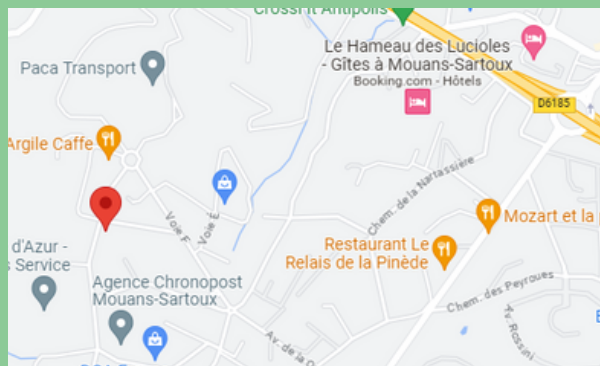 CrossFit Antipolis
Le Hameau des Lucioles
- Gîtes à Mouans-Sartoux
Booking.com - Hôtels
Paca Transport
D6185
Argile Caffe
Chem. de la Nartassière
Voie F
Voie E
Mozart et la
d'Azur -
s Service
Restaurant Le
Relais de la Pinède
Agence Chronopost
Mouans-Sartoux
Chem. des Peyroues
Tv. Rossini
Av. de la